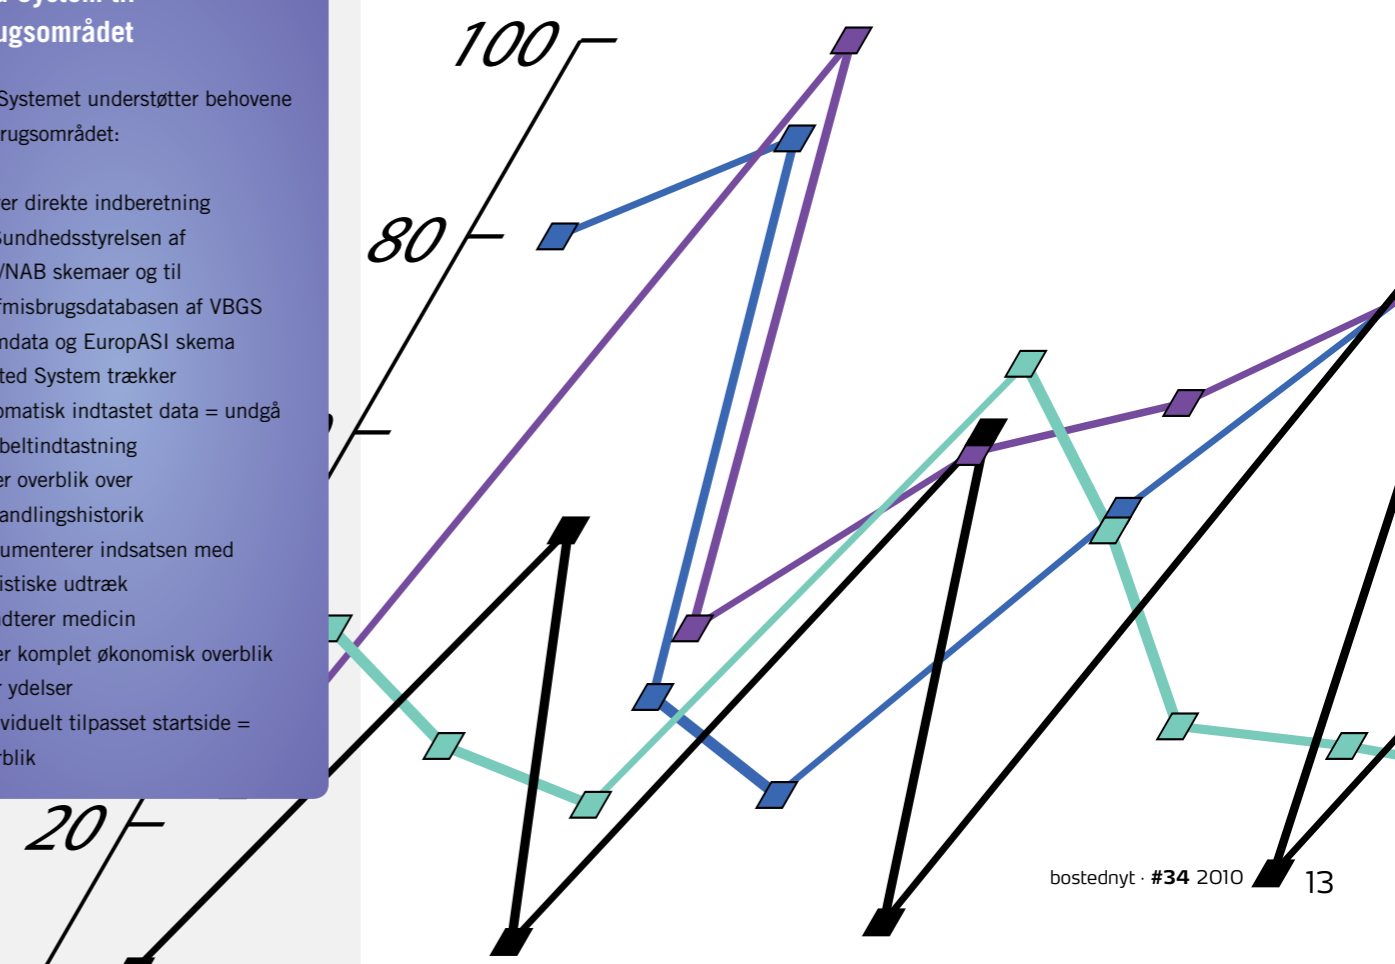 ugsområdet
Systemet understøtter behovene
rugsområdet:
er direkte indberetning
Sundhedsstyrelsen af
/NAB skemaer og til
fmisbrugsdatabasen af VBGS
mdata og EuropASI skema
ted System trækker
omatisk indtastet data = undgå
beltindtastning
er overblik over
andlingshistorik
umenterer indsatsen med
istiske udtræk
dterer medicin
er komplet økonomisk overblik
r ydelser
viduelt tilpasset startside =
rblik
100
80
20
bostednyt · #34 2010 13